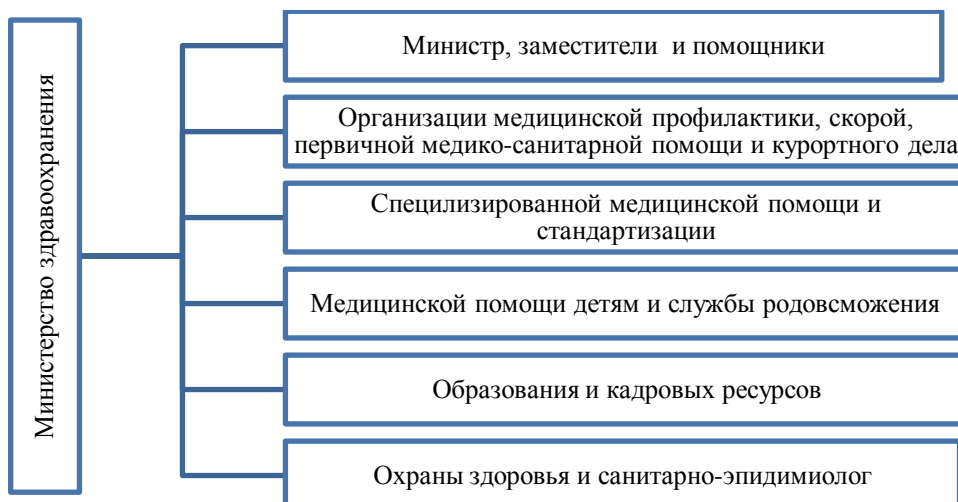 Министерство здравоохранения
Министр, заместители и помощники
Организации медицинской профилактики, скорой,
первичной медико-санитарной помощи и курортного дела
Специлизированной медицинской помощи и
стандартизации
Медицинской помощи детям и службы родовсможения
Образования и кадровых ресурсов
Охраны здоровья и санитарно-эпидимиолог